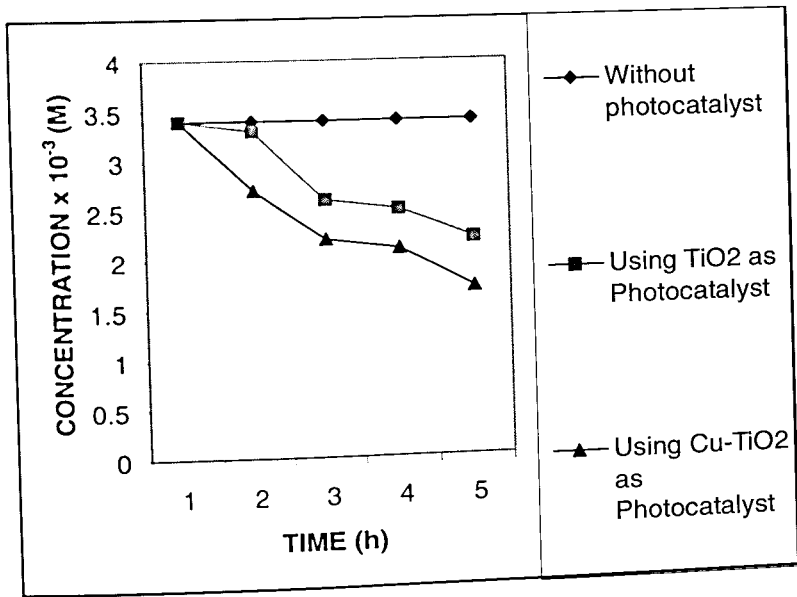 4
3.5
3
2.5
2
1.5
1
0.5
0
CONCENTRATION x 10⁻³ (M)
1 2 3 4 5
TIME (h)
Without
photocatalyst
Using TiO2 as
Photocatalyst
Using Cu-TiO2
as
Photocatalyst